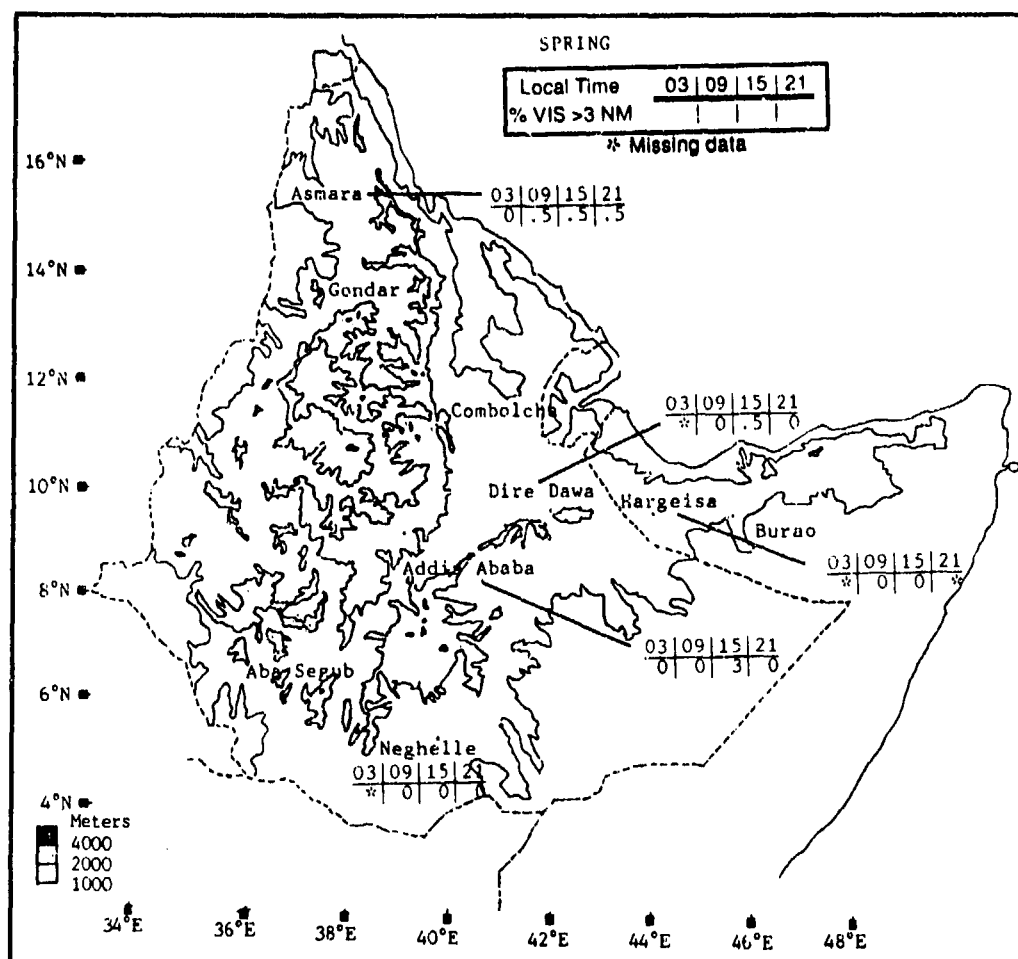 SPRING
Local Time 03 | 09 | 15 | 21
% VIS >3 NM | | |
* Missing data
16°N
Asmara
03 | 09 | 15 | 21
0 | .5 | .5 | .5
14°N
Gondar
12°N
Combolcha
03 | 09 | 15 | 21
* | 0 | .5 | 0
10°N
Dire Dawa
Hargeisa
Burao
03 | 09 | 15 | 21
* | 0 | 0 | *
8°N
Addis Ababa
03 | 09 | 15 | 21
0 | 0 | 3 | 0
Aba Segub
6°N
Neghelle
03 | 09 | 15 | 21
* | 0 | 0 | 0
4°N
Meters
4000
2000
1000
34°E 36°E 38°E 40°E 42°E 44°E 46°E 48°E